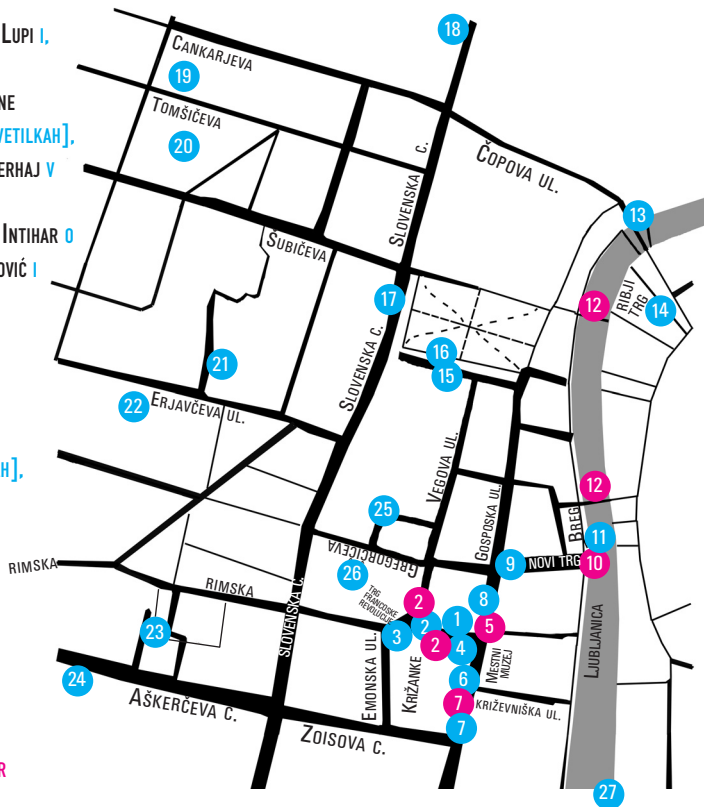 LUPI I,
NE
VETILKAH],
ERHAJ V
INTIHAR O
OVIĆ I
H],
R
18
CANKARJEVA
19
TOMŠIČEVA
20
SLOVENSKA C.
ČOPOVA UL.
13
ŠUBIČEVA
12
RIBJI TRG
14
17
SLOVENSKA C.
16
15
21
22
ERJAVČEVA UL.
VEGOVA UL.
GOSPOSKA UL.
12
BREG
25
11
GREGORČIČEVA
9
NOVI TRG
10
RIMSKA
26
TRG
FRANCOSKE
REVOLUCIJE
RIMSKA
SLOVENSKA C.
2
8
1
2
5
3
2
4
23
EMONSKA UL.
KRIŽANKE
MESTNI
MUZEJ
LJUBLJANICA
6
24
AŠKERČEVA C.
7
KRIŽEVNIŠKA UL.
7
ZOISOVA C.
27